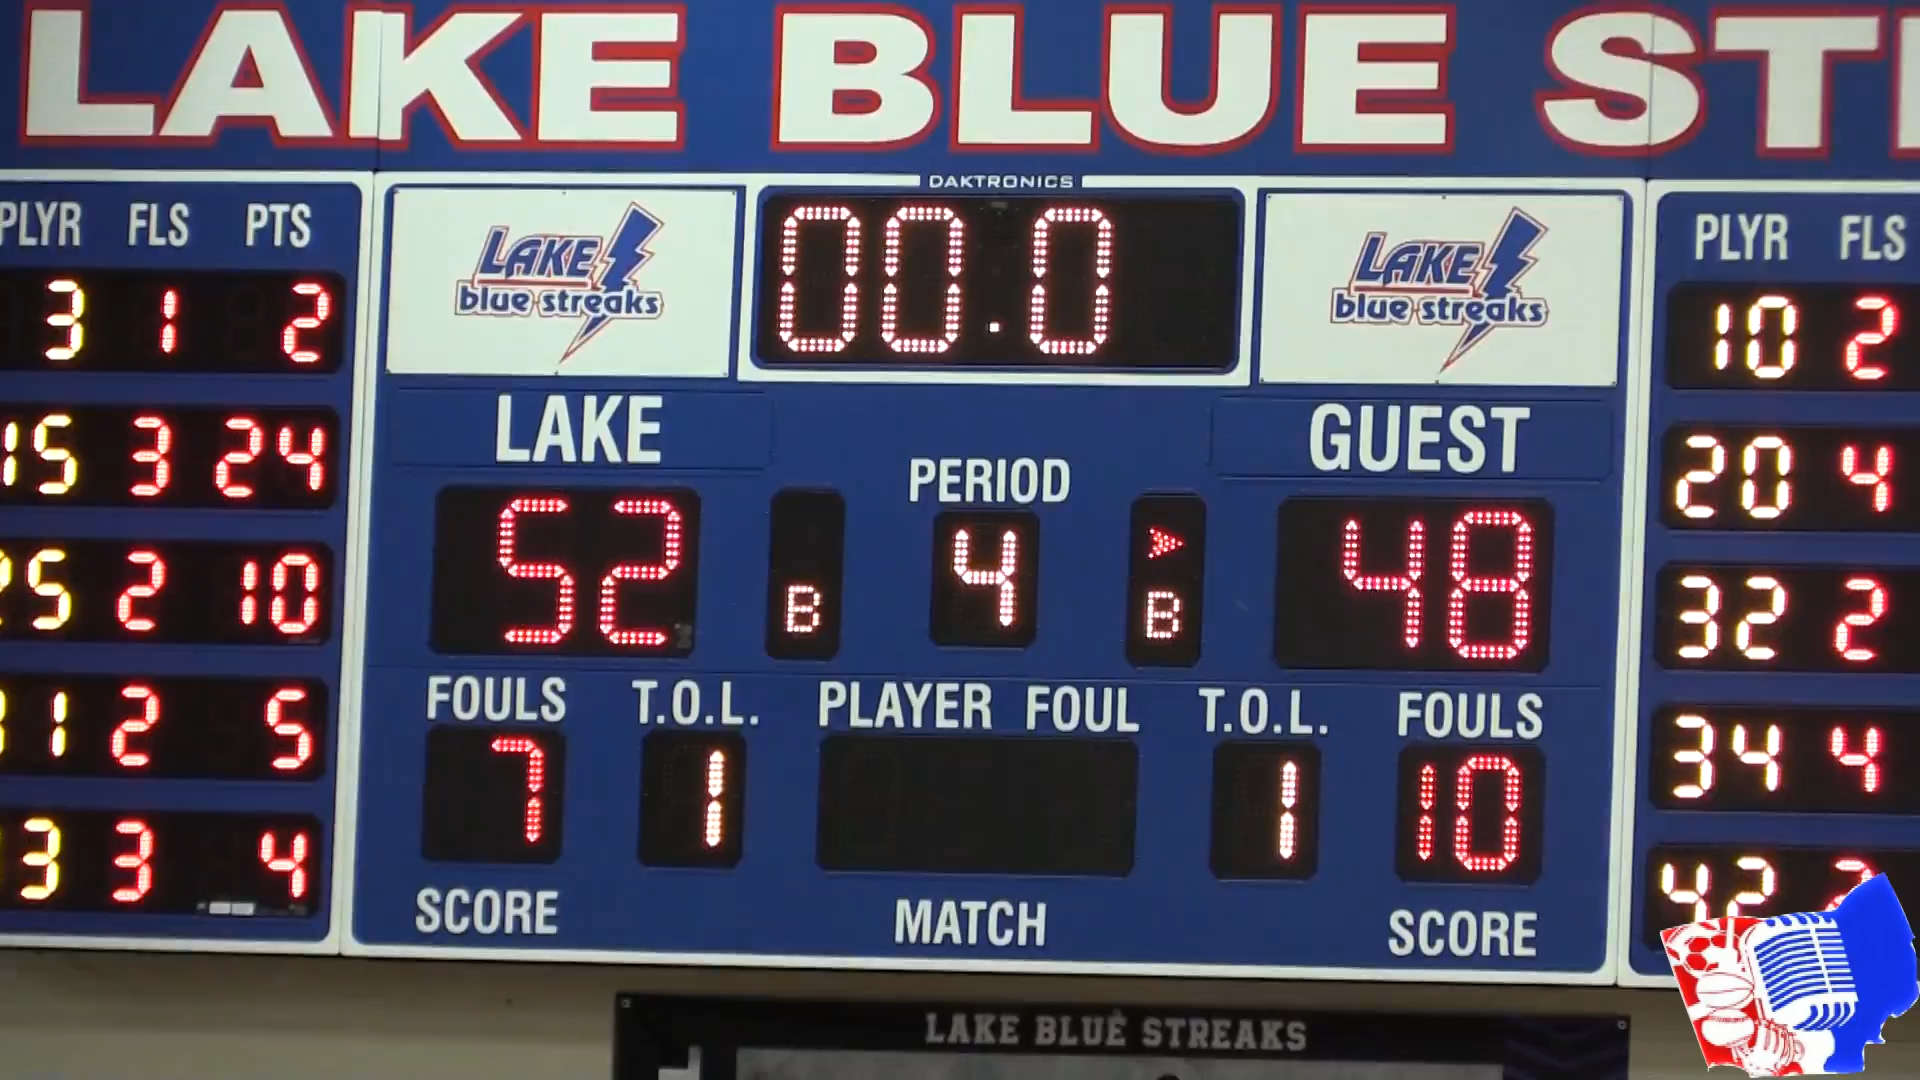 LAKE BLUE ST
DAKTRONICS
PLYR FLS PTS
LAKE blue streaks
00.0
LAKE blue streaks
PLYR FLS
3 1 2
10 2
LAKE
GUEST
15 3 24
PERIOD
20 4
52 B 4 B 48
25 2 10
32 2
FOULS T.O.L. PLAYER FOUL T.O.L. FOULS
1 2 5
34 4
7 1 1 10
3 3 4
42 2
SCORE MATCH SCORE
LAKE BLUE STREAKS